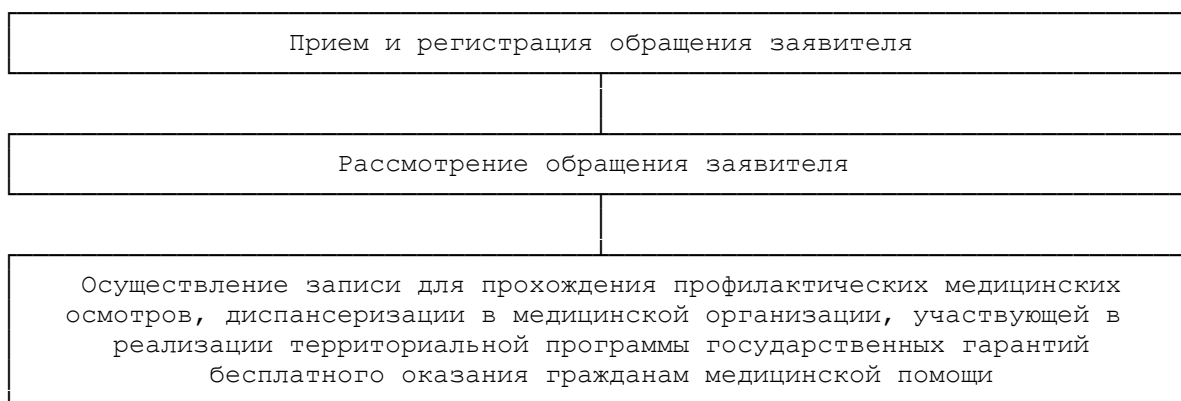 Прием и регистрация обращения заявителя
Рассмотрение обращения заявителя
Осуществление записи для прохождения профилактических медицинских
осмотров, диспансеризации в медицинской организации, участвующей в
реализации территориальной программы государственных гарантий
бесплатного оказания гражданам медицинской помощи